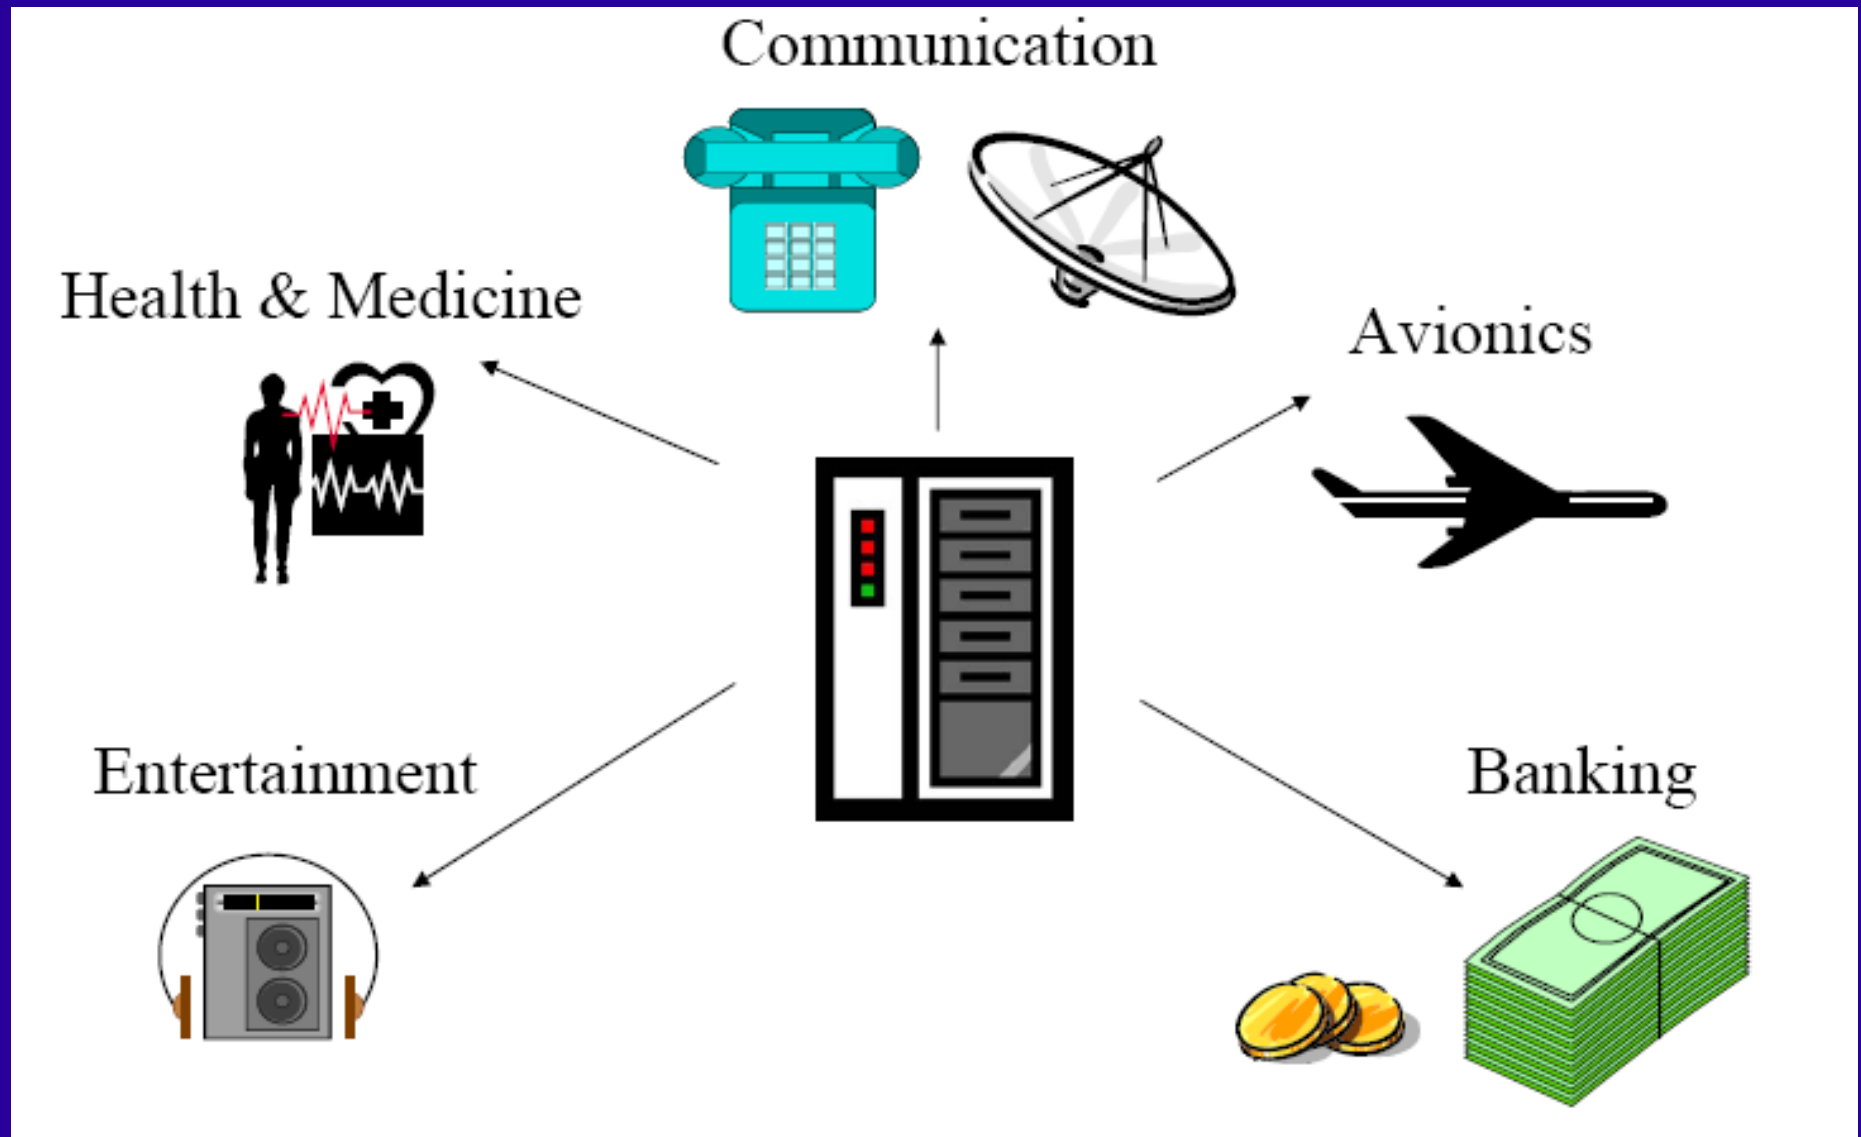 Communication
Health & Medicine
Avionics
Entertainment
Banking